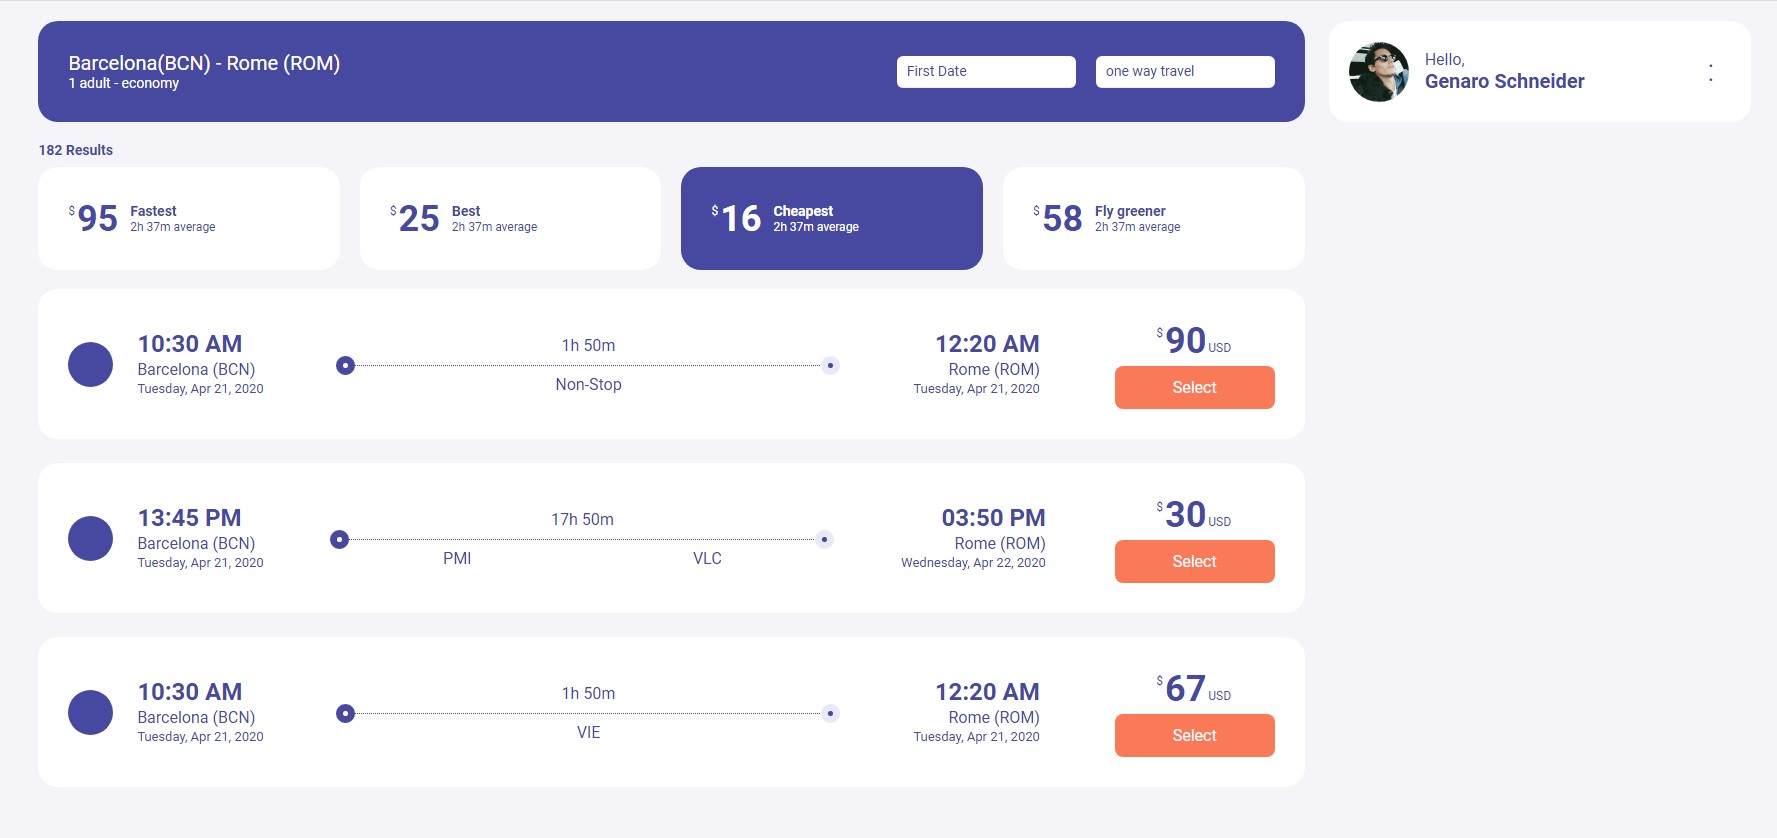 Barcelona(BCN) - Rome (ROM)
1 adult - economy
First Date
one way travel
Hello,
Genaro Schneider
182 Results
$95 Fastest
2h 37m average
$25 Best
2h 37m average
$16 Cheapest
2h 37m average
$58 Fly greener
2h 37m average
10:30 AM
Barcelona (BCN)
Tuesday, Apr 21, 2020
1h 50m
Non-Stop
12:20 AM
Rome (ROM)
Tuesday, Apr 21, 2020
$90 USD
Select
13:45 PM
Barcelona (BCN)
Tuesday, Apr 21, 2020
17h 50m
PMI VLC
03:50 PM
Rome (ROM)
Wednesday, Apr 22, 2020
$30 USD
Select
10:30 AM
Barcelona (BCN)
Tuesday, Apr 21, 2020
1h 50m
VIE
12:20 AM
Rome (ROM)
Tuesday, Apr 21, 2020
$67 USD
Select